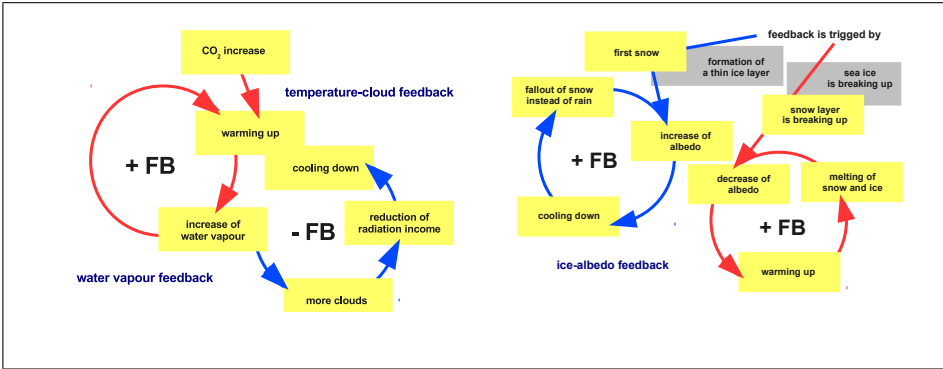 CO₂ increase
temperature-cloud feedback
warming up
+ FB
cooling down
increase of
water vapour
- FB
reduction of
radiation income
water vapour feedback
more clouds
feedback is trigged by
first snow
formation of
a thin ice layer
sea ice
is breaking up
fallout of snow
instead of rain
snow layer
is breaking up
increase of
albedo
+ FB
cooling down
decrease of
albedo
melting of
snow and ice
+ FB
ice-albedo feedback
warming up